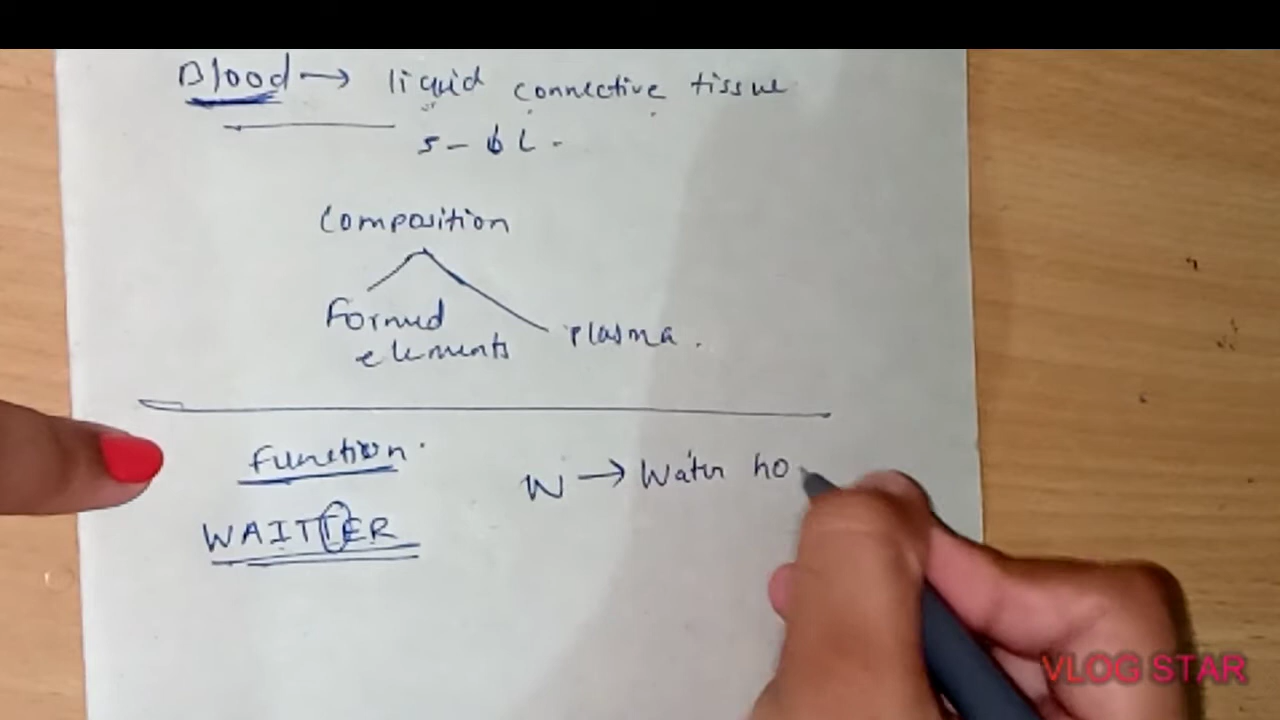 Blood → liquid connective tissue
5 - 6 L -
Composition
Formed elements
Plasma.
Function
W → Water ho
WAITTER
VLOG STAR